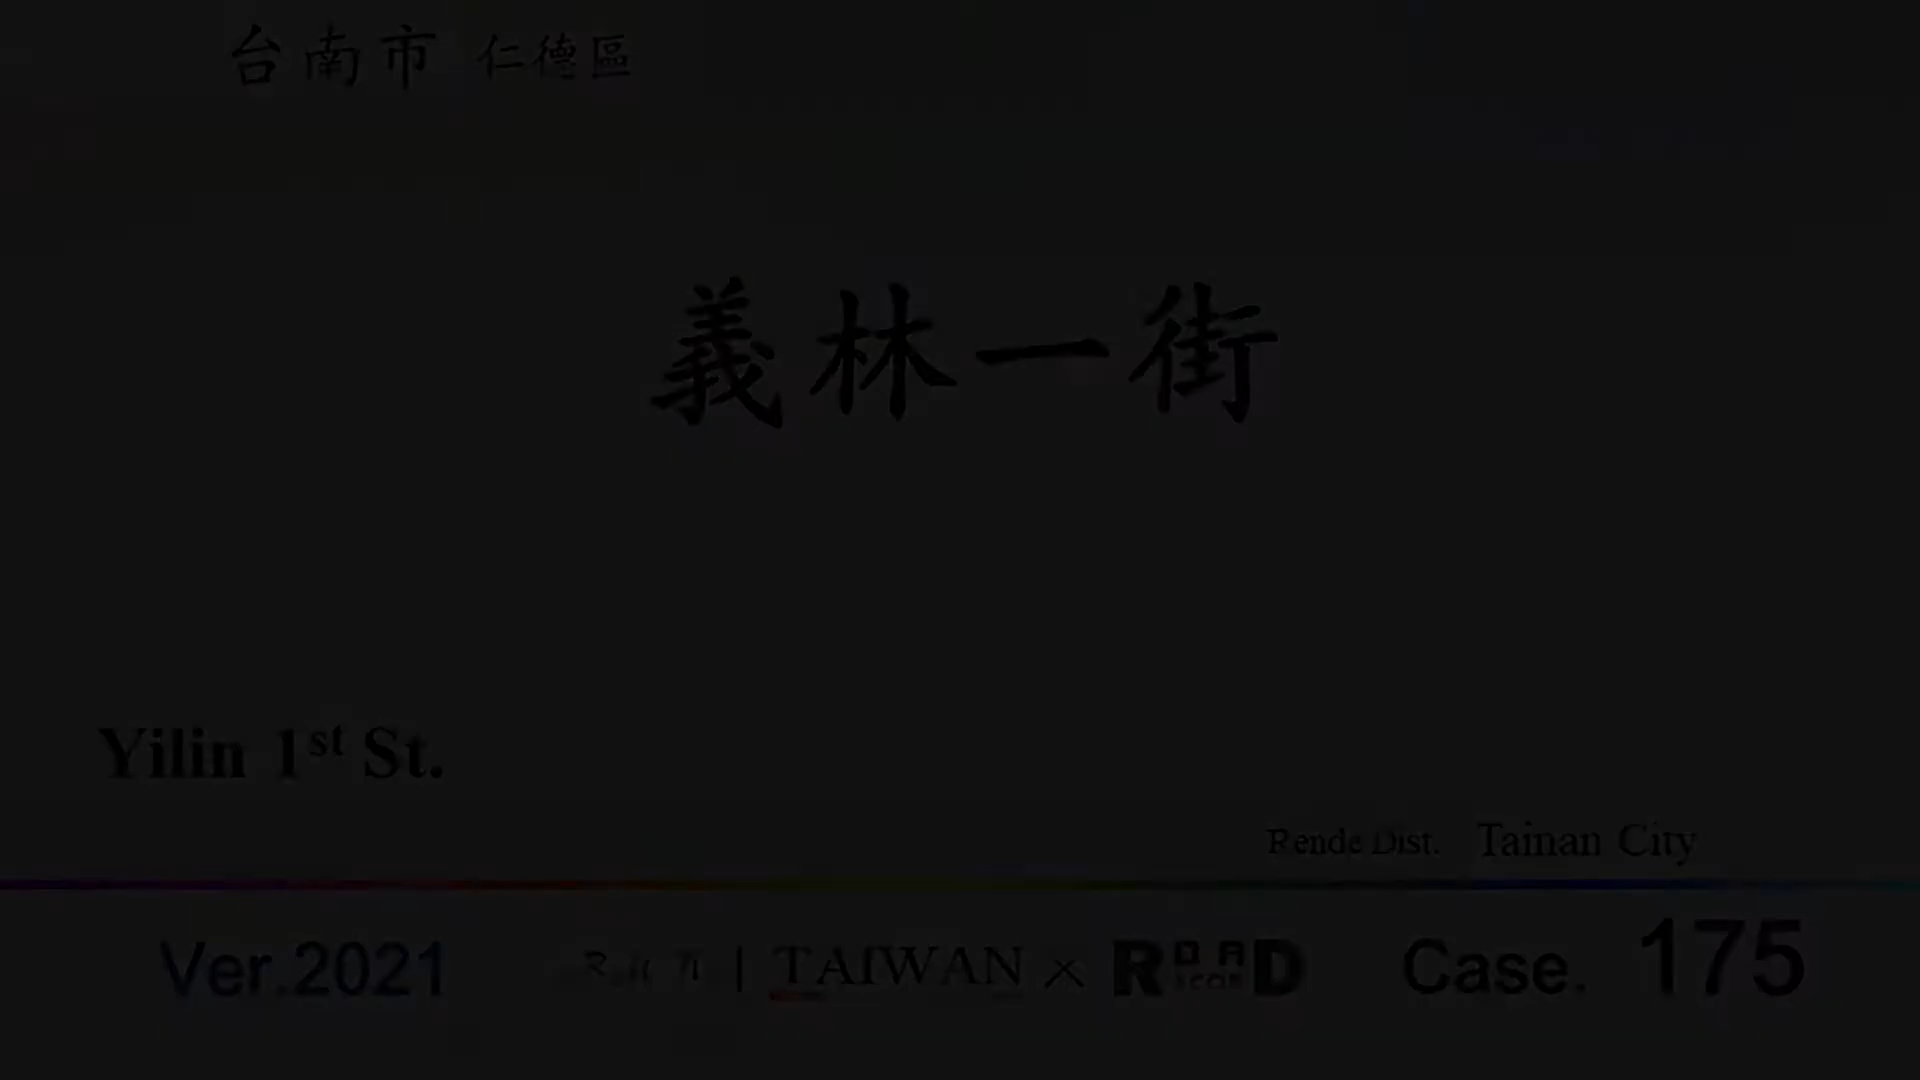 台南市 仁德區
義林一街
Yilin 1st St.
Rende Dist. Tainan City
Ver.2021 | TAIWAN × ROAD Case. 175